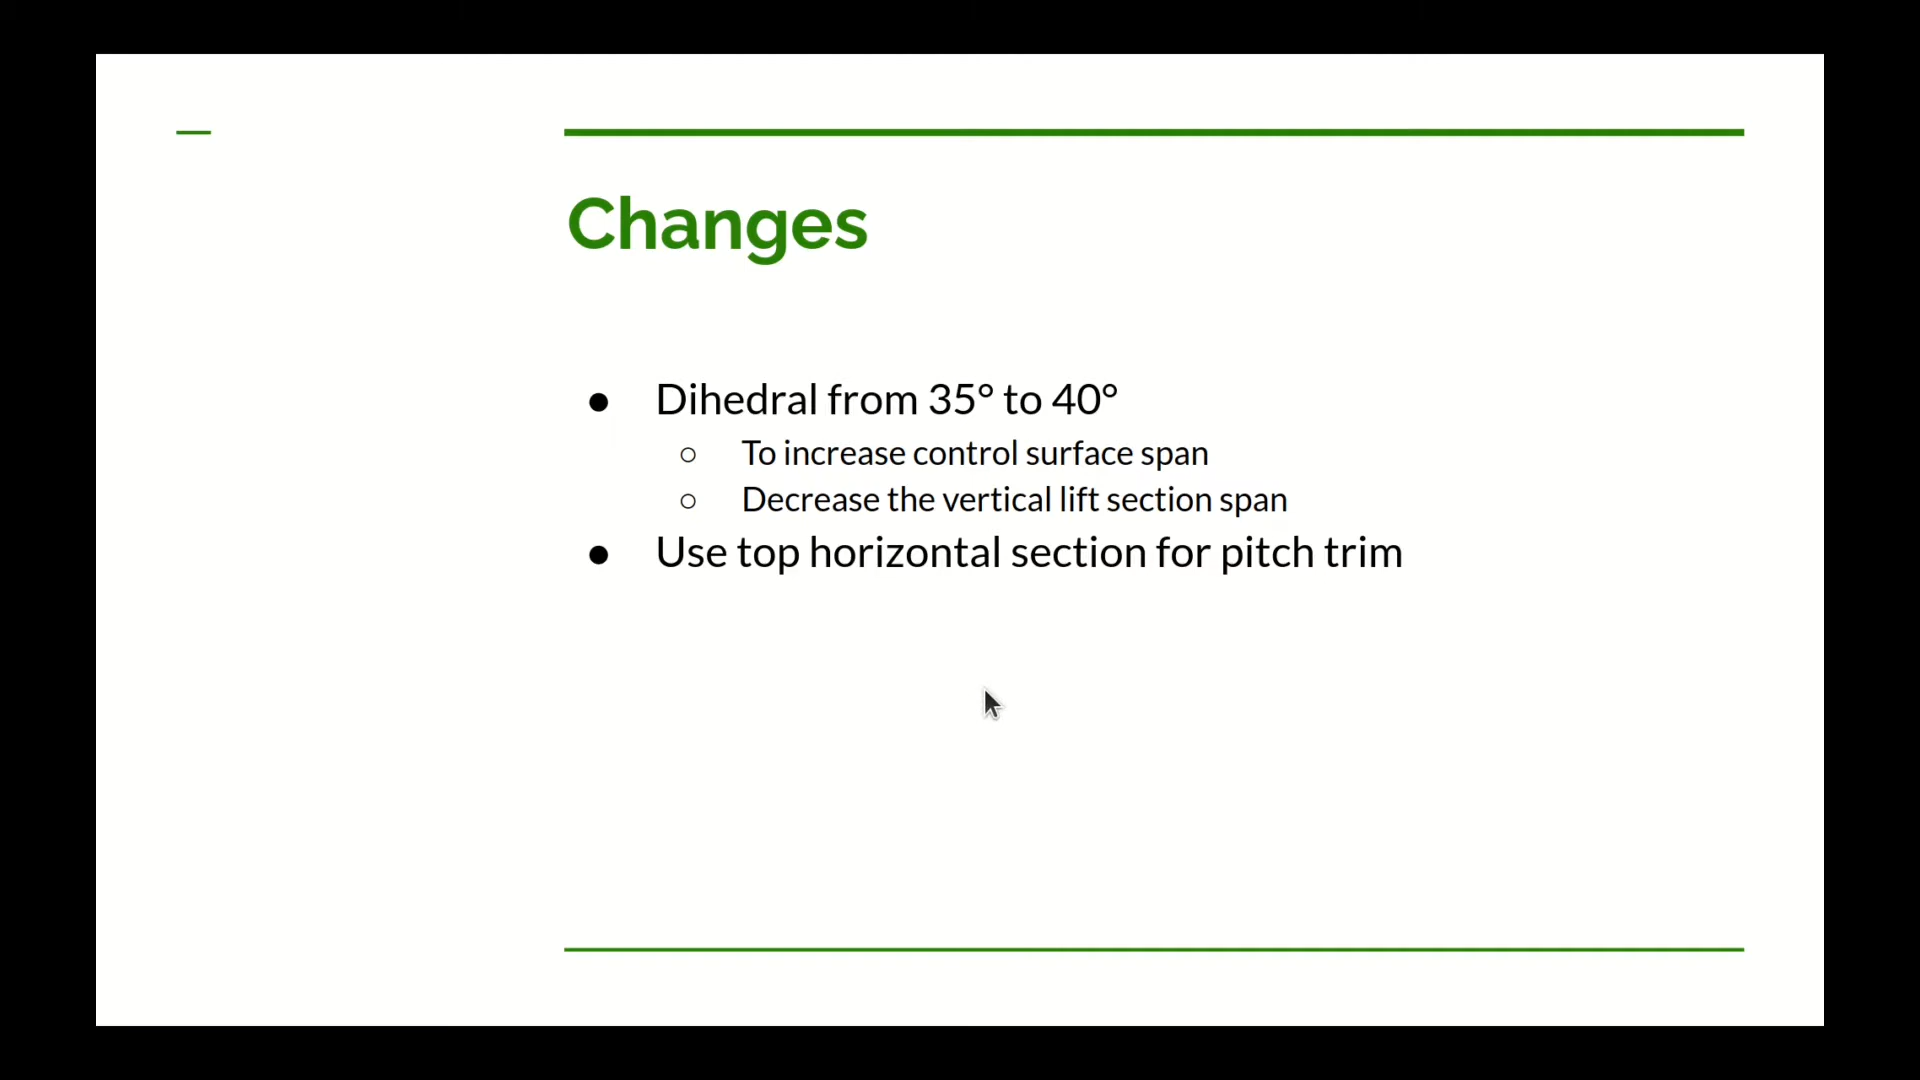 Changes
● Dihedral from 35° to 40°
○ To increase control surface span
○ Decrease the vertical lift section span
● Use top horizontal section for pitch trim